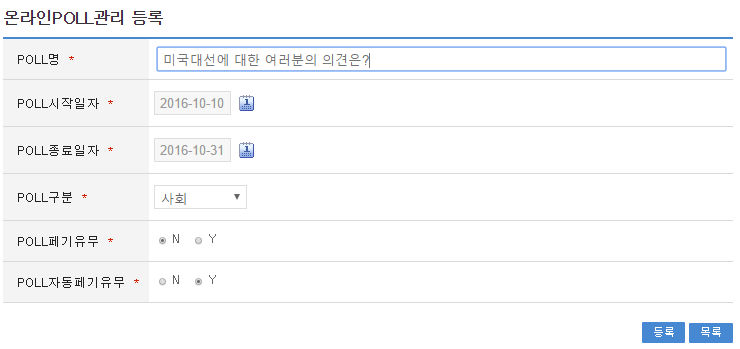 온라인POLL관리 등록
POLL명 * 미국대선에 대한 여러분의 의견은?
POLL시작일자 * 2016-10-10
POLL종료일자 * 2016-10-31
POLL구분 * 사회
POLL페기유무 * N Y
POLL자동페기유무 * N Y
등록 목록